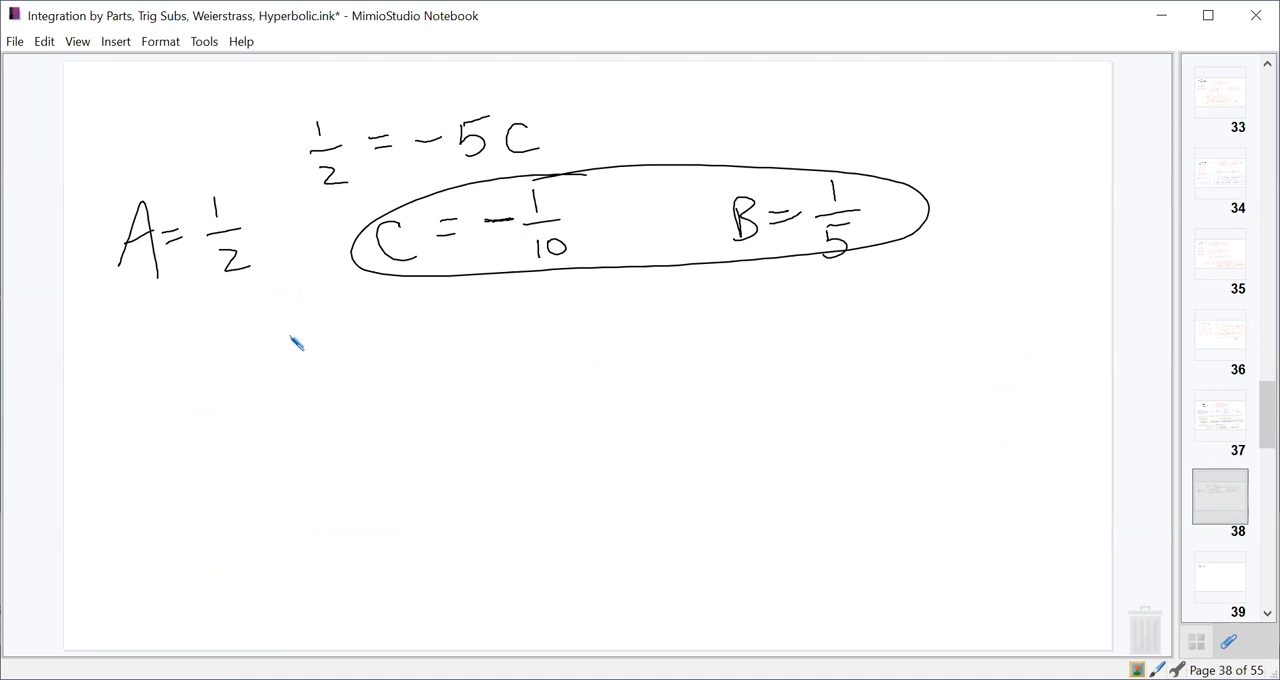 Integration by Parts, Trig Subs, Weierstrass, Hyperbolic.ink* - MimioStudio Notebook
File Edit View Insert Format Tools Help
1/2 = -5C
A = 1/2 C = -1/10 B = 1/5
33
34
35
36
37
38
39
Page 38 of 55